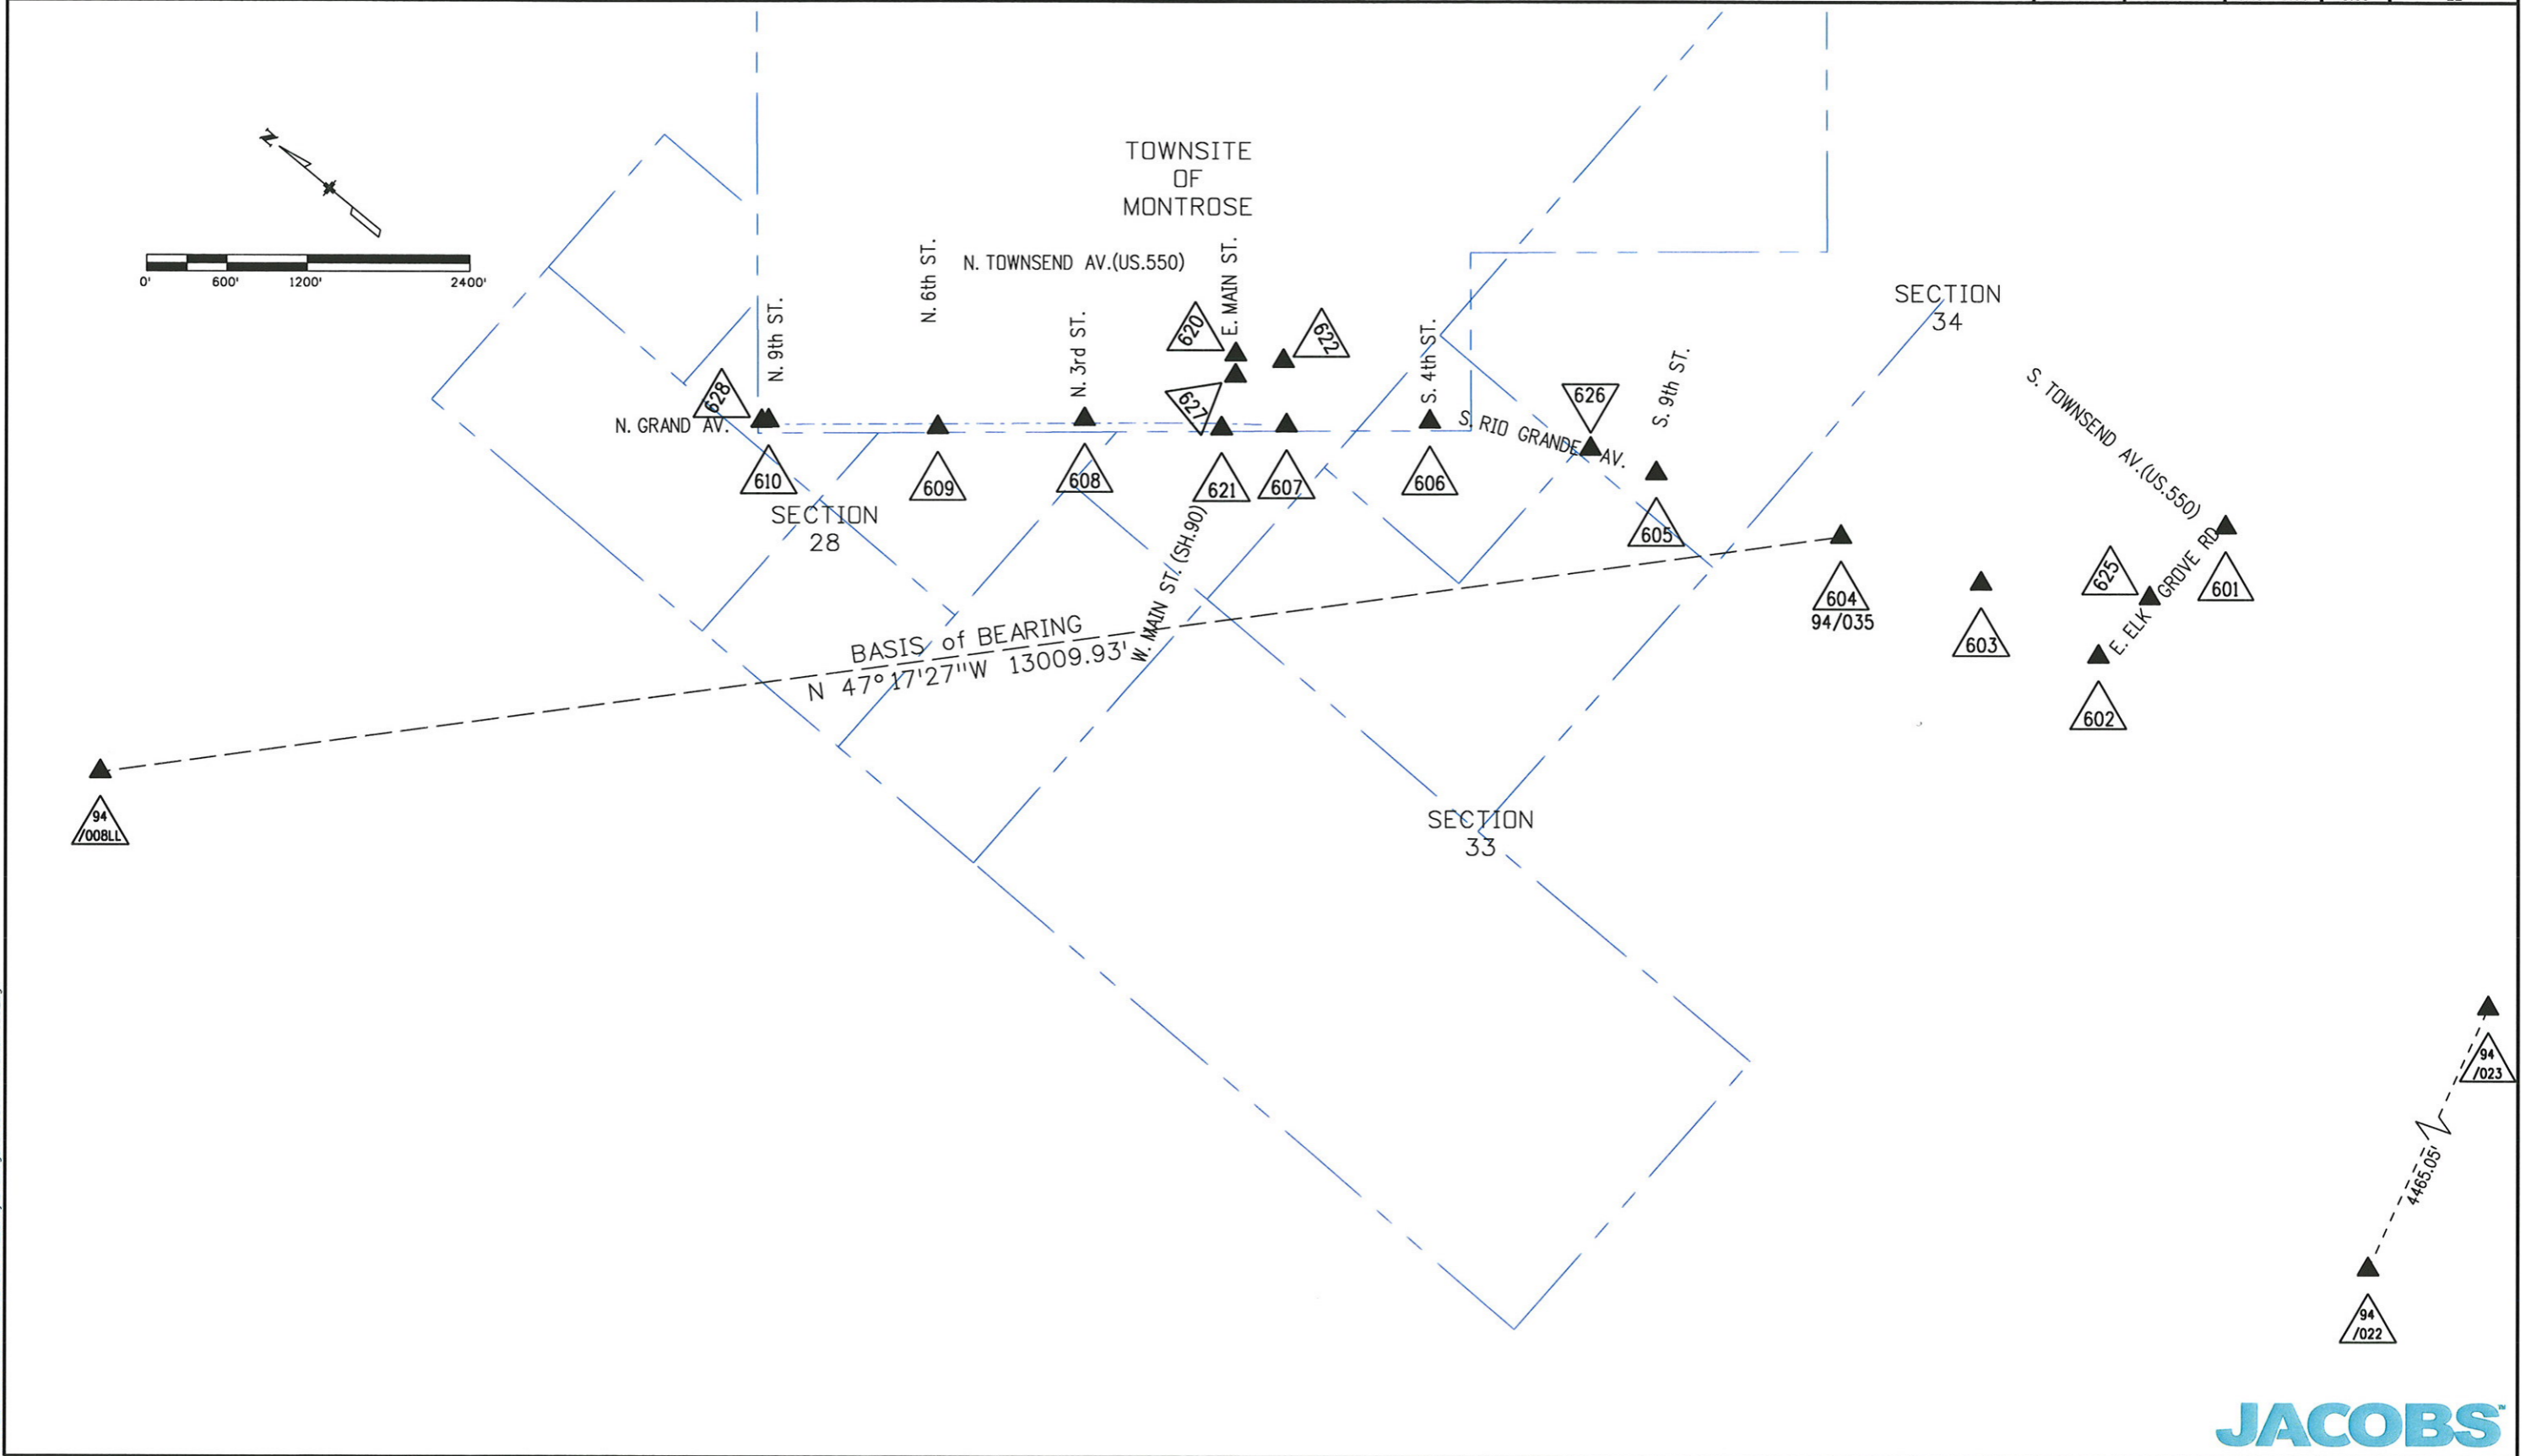 TOWNSITE
OF
MONTROSE
N
0'
600'
1200'
2400'
N. TOWNSEND AV.(US.550)
N. 6th ST.
E. MAIN ST.
N. 9th ST.
N. 3rd ST.
S. 4th ST.
S. 9th ST.
SECTION
34
S. TOWNSEND AV.(US.550)
620
622
628
627
626
N. GRAND AV.
S. RIO GRANDE AV.
610
609
608
621
607
606
605
SECTION
28
W. MAIN ST. (SH.90)
604
94/035
603
625
E. ELK GROVE RD
601
602
BASIS of BEARING
N 47°17'27"W 13009.93'
94
/008LL
SECTION
33
94
/023
4465.05'
94
/022
JACOBS™